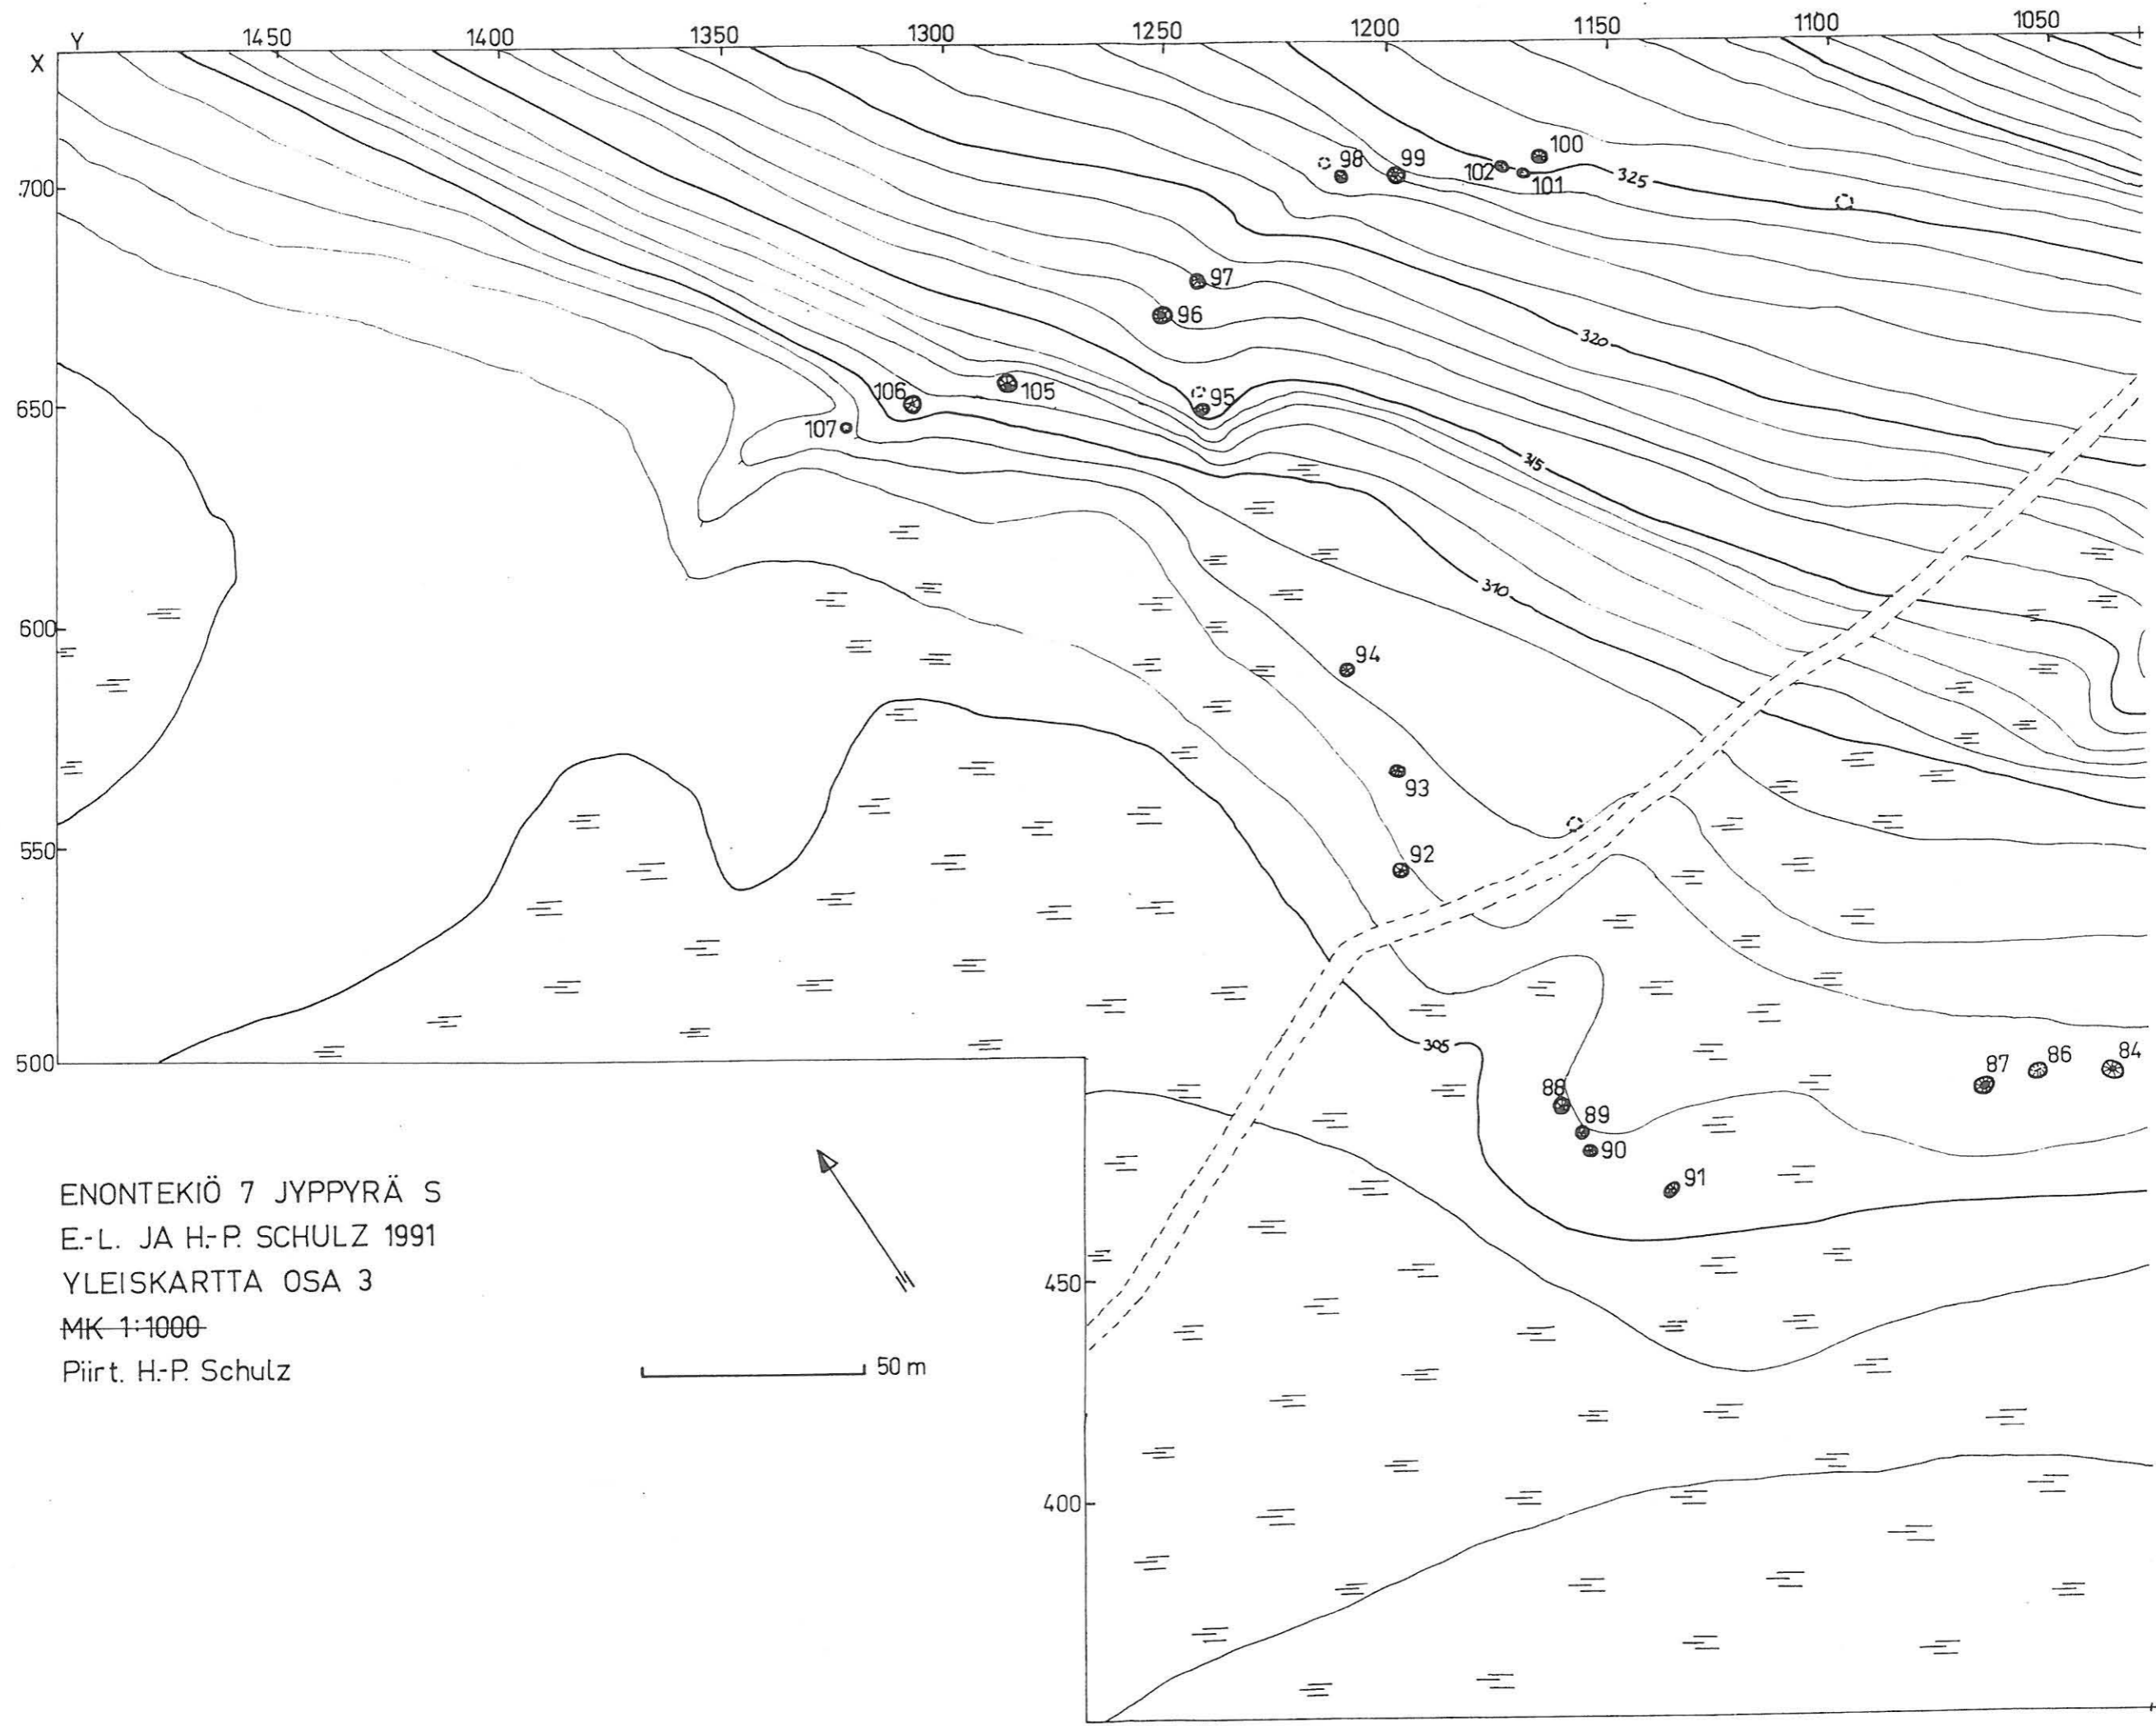 Y 1450 1400 1350 1300 1250 1200 1150 1100 1050
X
700
98 99 102 100
101
325
97
96
320
650
106 105 95
107
315
310
600
94
93
550
92
305
500
87 86 84
88
89
90
91
450
400
ENONTEKIÖ 7 JYPPYRÄ S
E.-L. JA H.-P. SCHULZ 1991
YLEISKARTTA OSA 3
MK 1:1000
Piirt. H.-P. Schulz
50 m